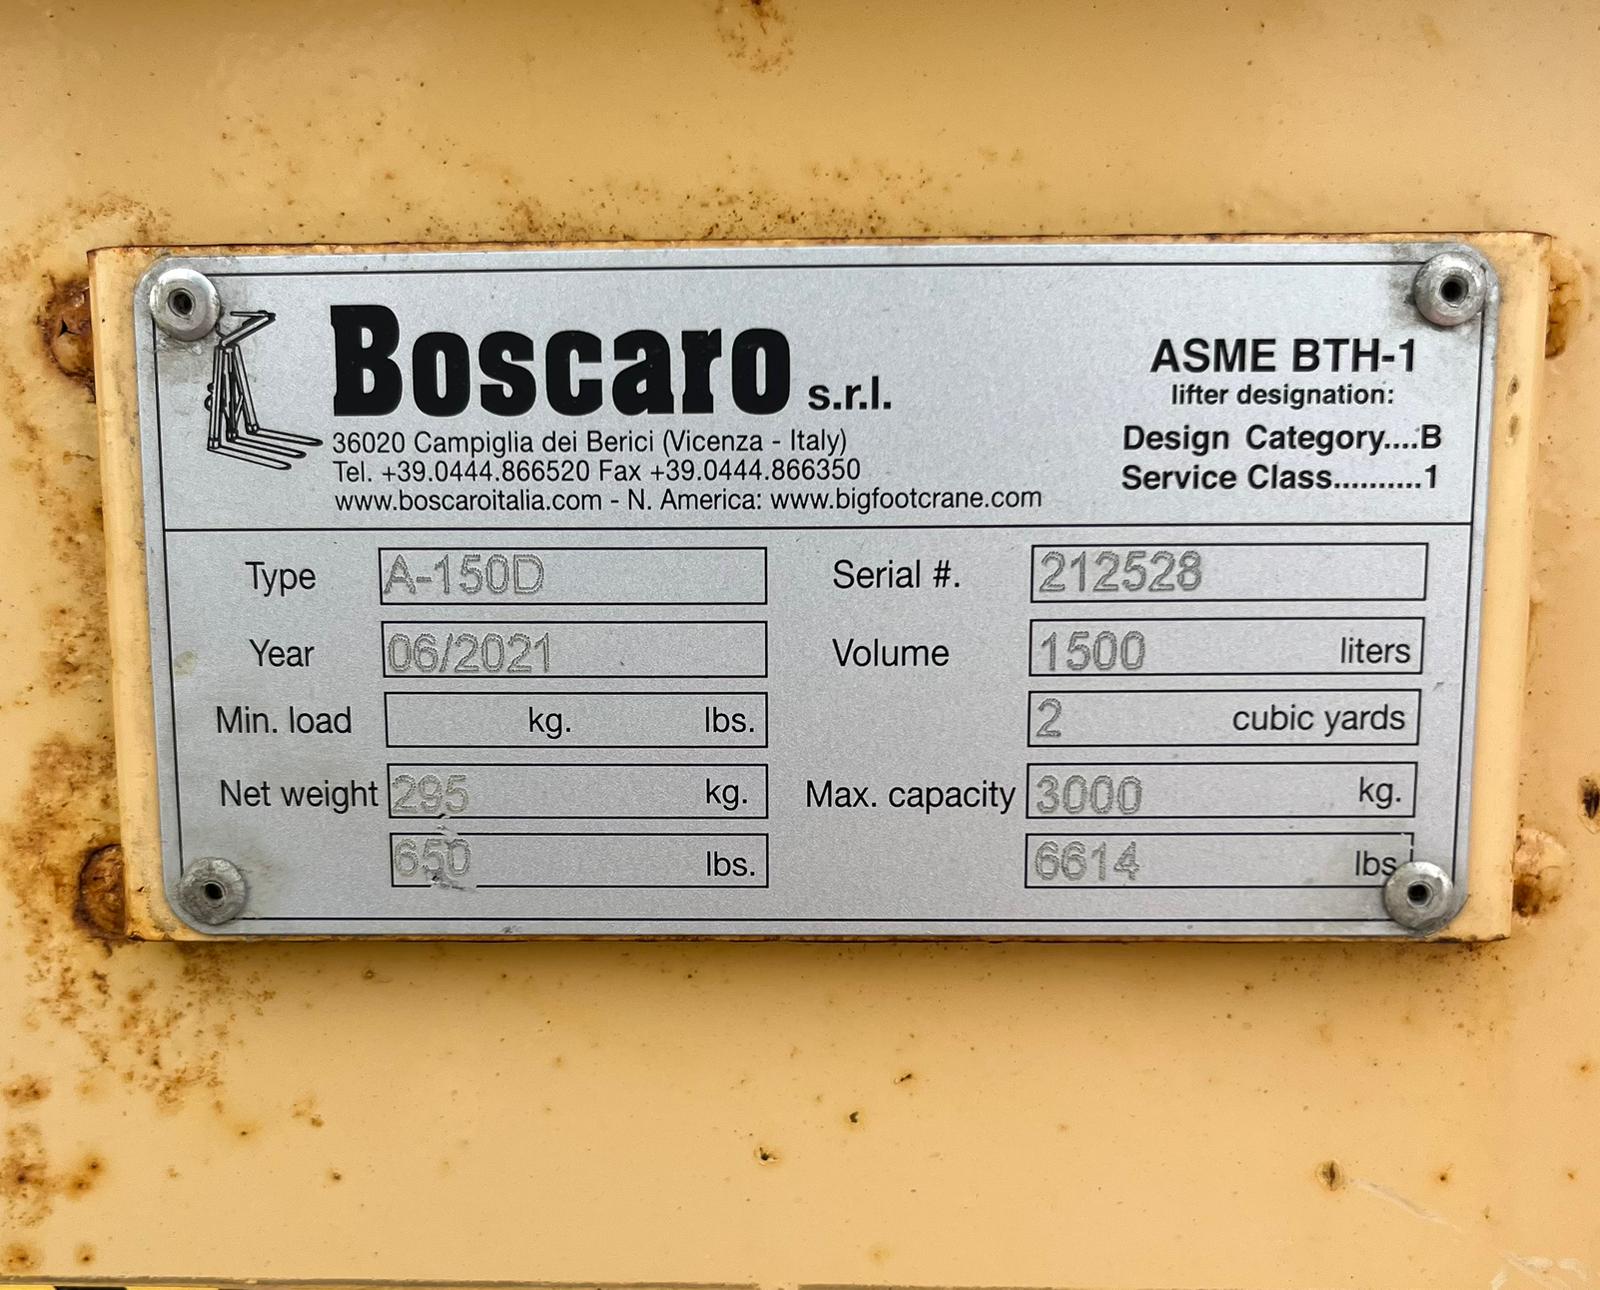 Boscaro s.r.l.
36020 Campiglia dei Berici (Vicenza - Italy)
Tel. +39.0444.866520 Fax +39.0444.866350
www.boscaroitalia.com - N. America: www.bigfootcrane.com
ASME BTH-1
lifter designation:
Design Category....B
Service Class..........1
Type A-150D
Serial #. 212528
Year 06/2021
Volume 1500 liters
Min. load kg. lbs.
2 cubic yards
Net weight 295 kg.
Max. capacity 3000 kg.
650 lbs.
6614 lbs